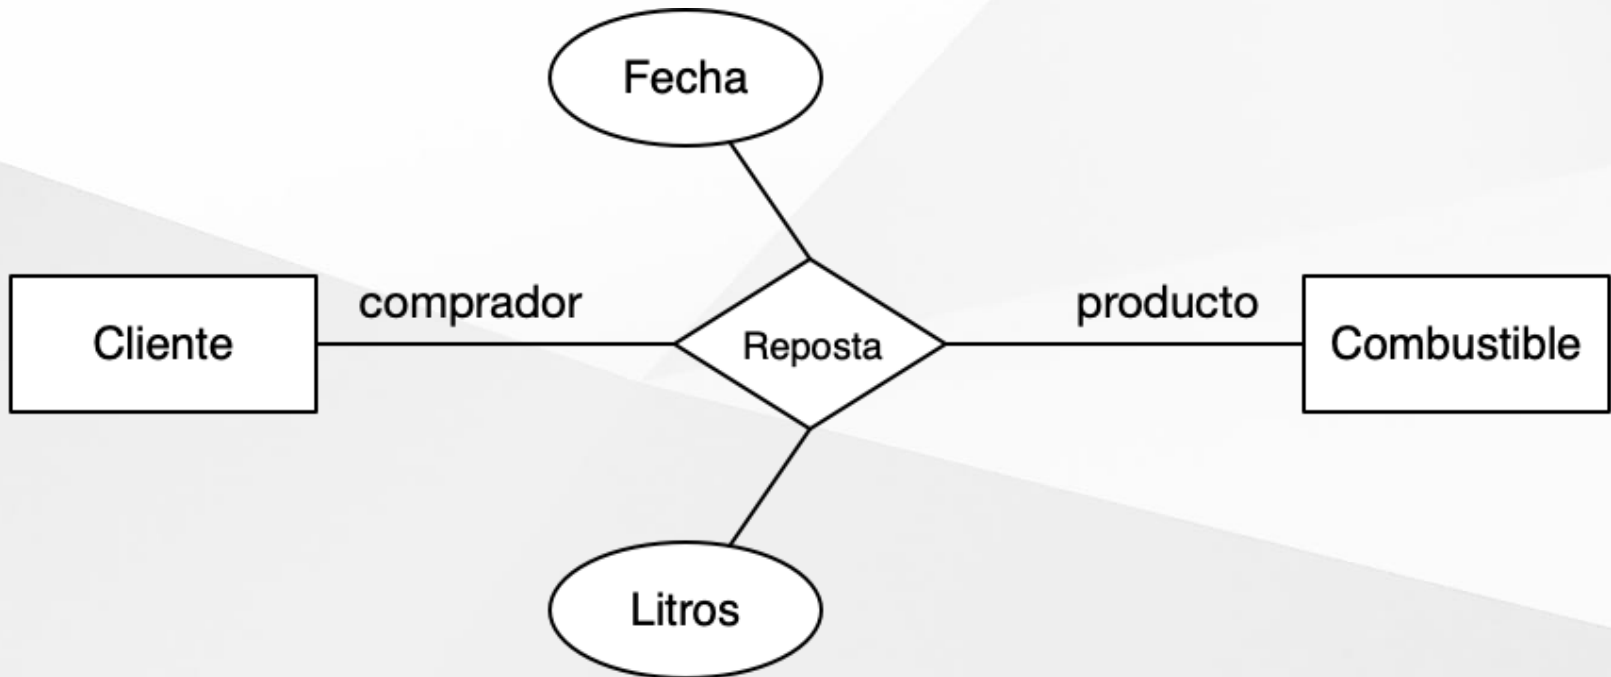 Fecha
Cliente
comprador
Reposta
producto
Combustible
Litros